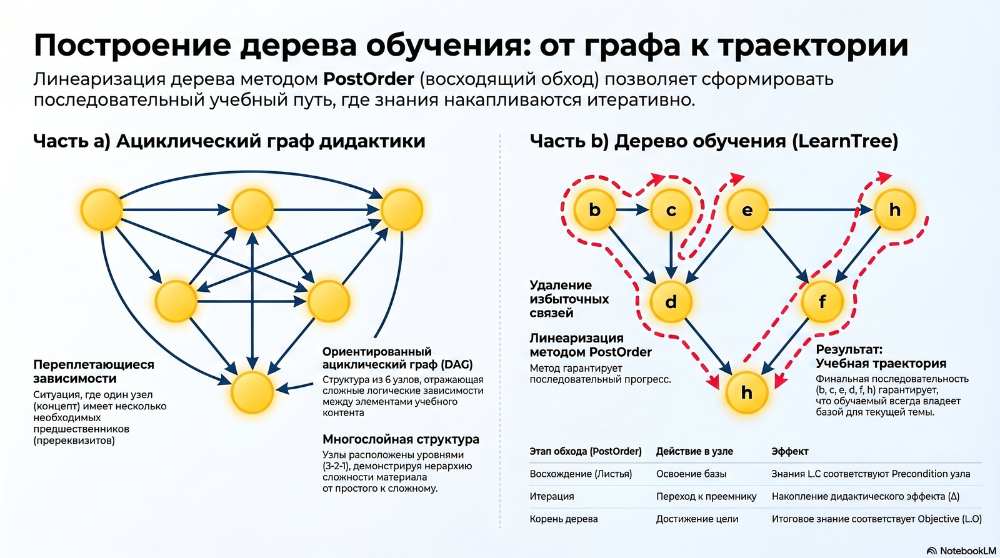 Построение дерева обучения: от графа к траектории
Линеаризация дерева методом PostOrder (восходящий обход) позволяет сформировать
последовательный учебный путь, где знания накапливаются итеративно.
Часть a) Ациклический граф дидактики
Переплетающиеся
зависимости
Ситуация, где один узел
(концепт) имеет несколько
необходимых
предшественников
(пререквизитов)
Ориентированный
ациклический граф (DAG)
Структура из 6 узлов, отражающая
сложные логические зависимости
между элементами учебного
контента
Многослойная структура
Узлы расположены уровнями
(3-2-1), демонстрируя нерархию
сложности материала
от простого к сложному.
Часть b) Дерево обучения (LearnTree)
b
c
e
h
d
f
h
Удаление
избыточных
связей
Линеаризация
методом PostOrder
Метод гарантирует
последовательный прогресс.
Результат:
Учебная траектория
Финальная последовательность
(b, c, e, d, f, h) гарантирует,
что обучаемый всегда владеет
базой для текущей темы.
Этап обхода (PostOrder) Действие в узле Эффект
Восхождение (Листья) Освоение базы Знания L.C соответствуют Precondition узла
Итерация Переход к преемнику Накопление дидактического эффекта (Δ)
Корень дерева Достижение цели Итоговое знание соответствует Objective (L.O)
NotebookLM